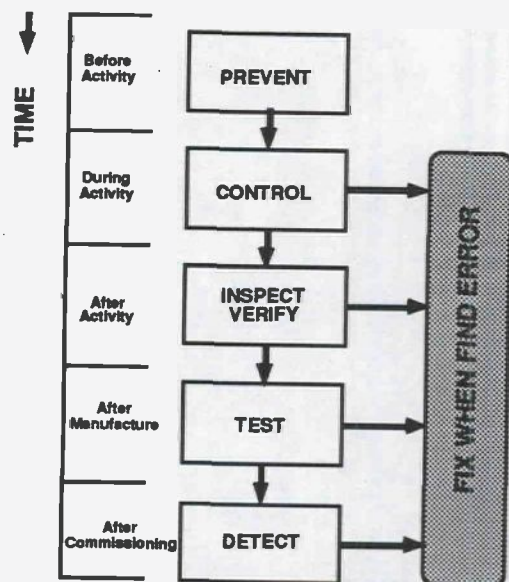 TIME
Before
Activity
PREVENT
During
Activity
CONTROL
After
Activity
INSPECT
VERIFY
After
Manufacture
TEST
After
Commissioning
DETECT
FIX WHEN FIND ERROR